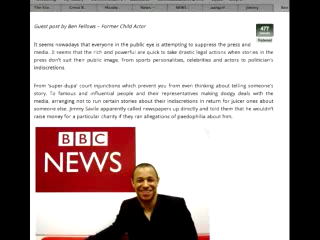 Guest post by Ben Fellows – Former Child Actor
477
It seems nowadays that everyone in the public eye is attempting to suppress the press and
media. It seems that the rich and powerful are quick to take drastic legal actions when stories in the
press don't suit their public image. From sports personalities, celebrities and actors to politician's
indiscretions.
From 'super-dupa' court injunctions which prevent you from even thinking about telling someone's
story. To famous and influential people and their representatives making dodgy deals with the
media, arranging not to run certain stories about their indiscretions in return for juicer ones about
someone else. Jimmy Savile apparently called newspapers up directly and told them that he wouldn't
raise money for a particular charity if they ran allegations of paedophilia about him.
BBC
NEWS